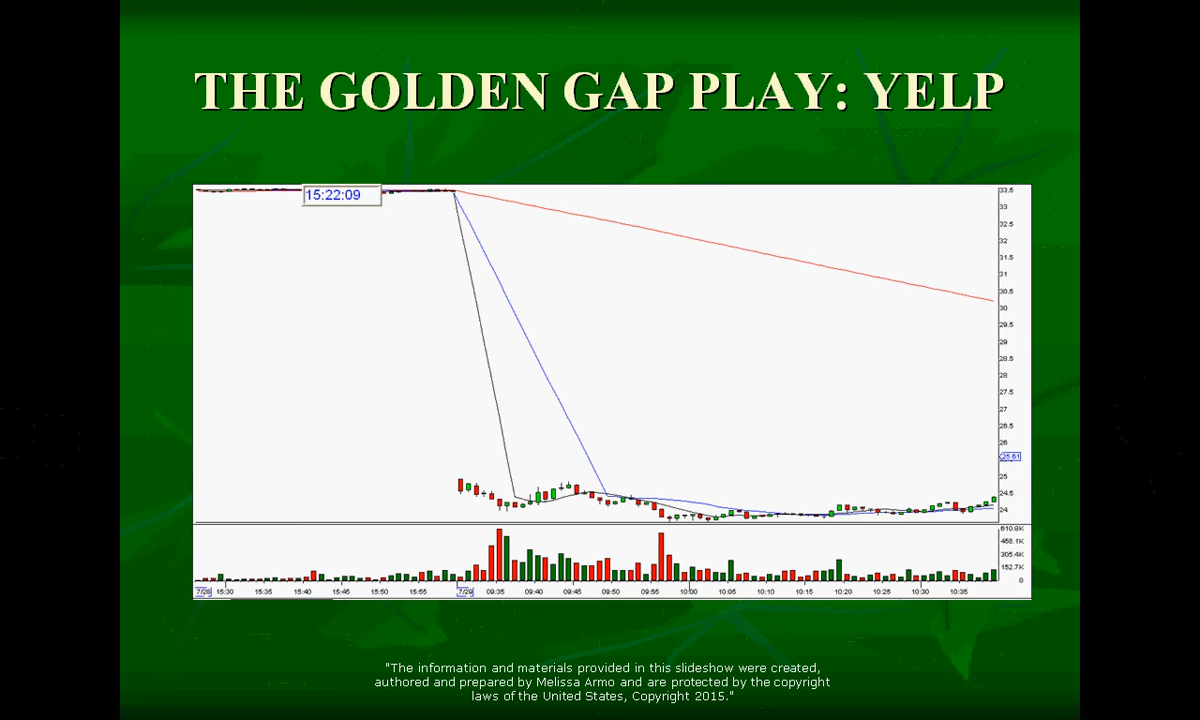 THE GOLDEN GAP PLAY: YELP
15:22:09
33.5
33
32.5
32
31.5
31
30.5
30
29.5
29
28.5
28
27.5
27
26.5
26
25.61
25
24.5
24
610.8K
458.1K
305.4K
152.7K
0
7/28 15:30 15:35 15:40 15:45 15:50 15:55 7/29 09:35 09:40 09:45 09:50 09:55 10:00 10:05 10:10 10:15 10:20 10:25 10:30 10:35
"The information and materials provided in this slideshow were created,
authored and prepared by Melissa Armo and are protected by the copyright
laws of the United States, Copyright 2015."